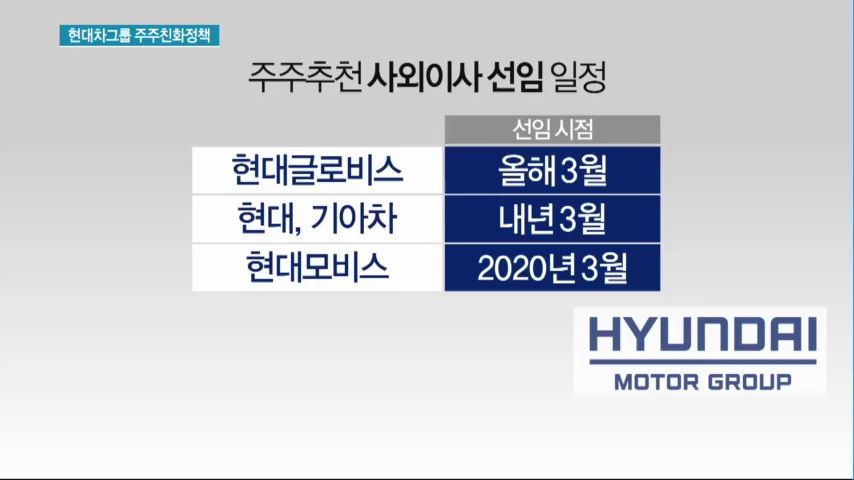 현대차그룹 주주친화정책
주주추천 사외이사 선임 일정
선임 시점
현대글로비스 올해 3월
현대, 기아차 내년 3월
현대모비스 2020년 3월
HYUNDAI
MOTOR GROUP